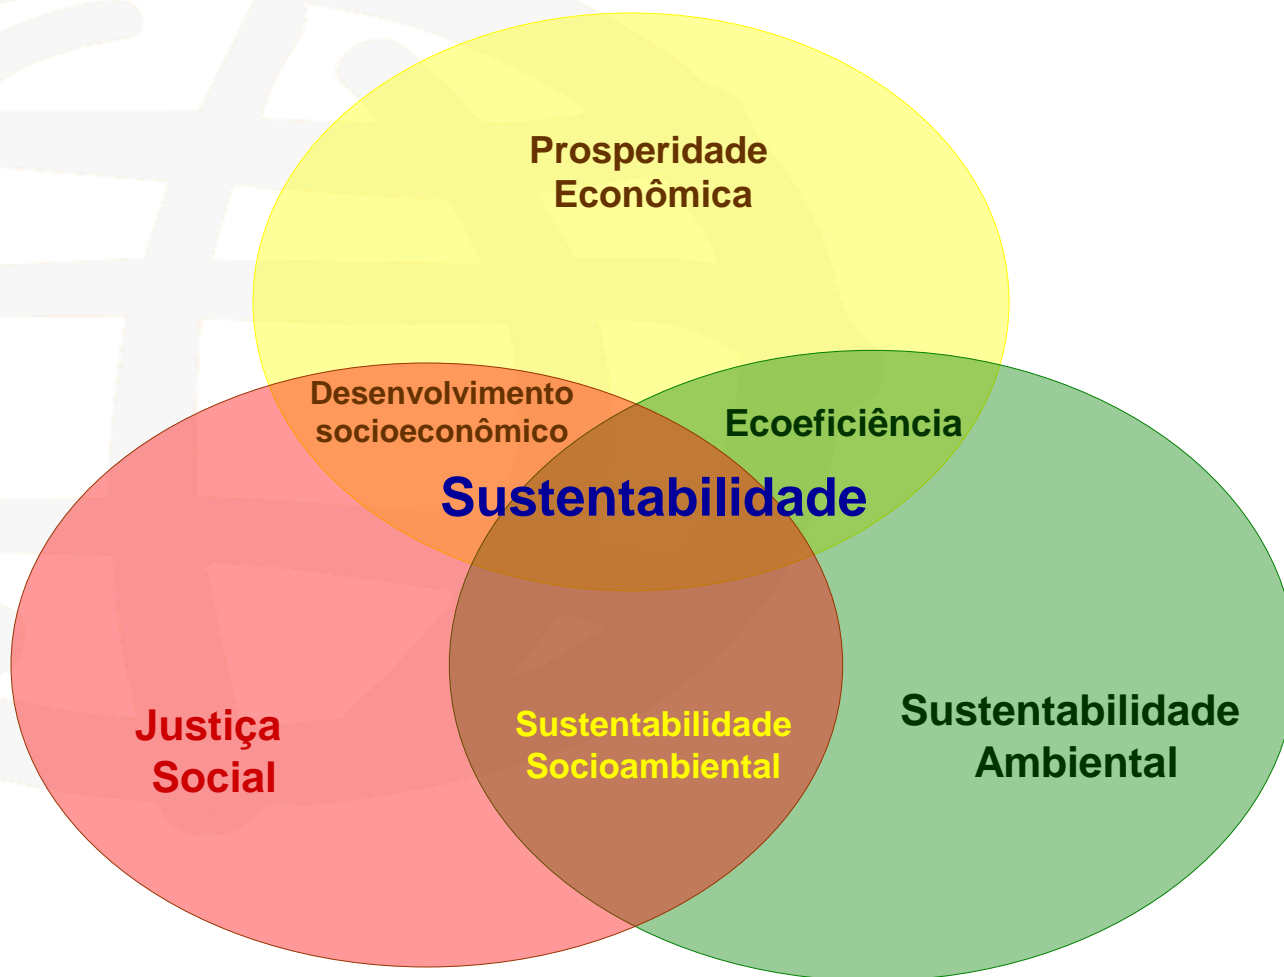 Prosperidade
Econômica
Desenvolvimento
socioeconômico
Ecoeficiência
Sustentabilidade
Justiça
Social
Sustentabilidade
Socioambiental
Sustentabilidade
Ambiental